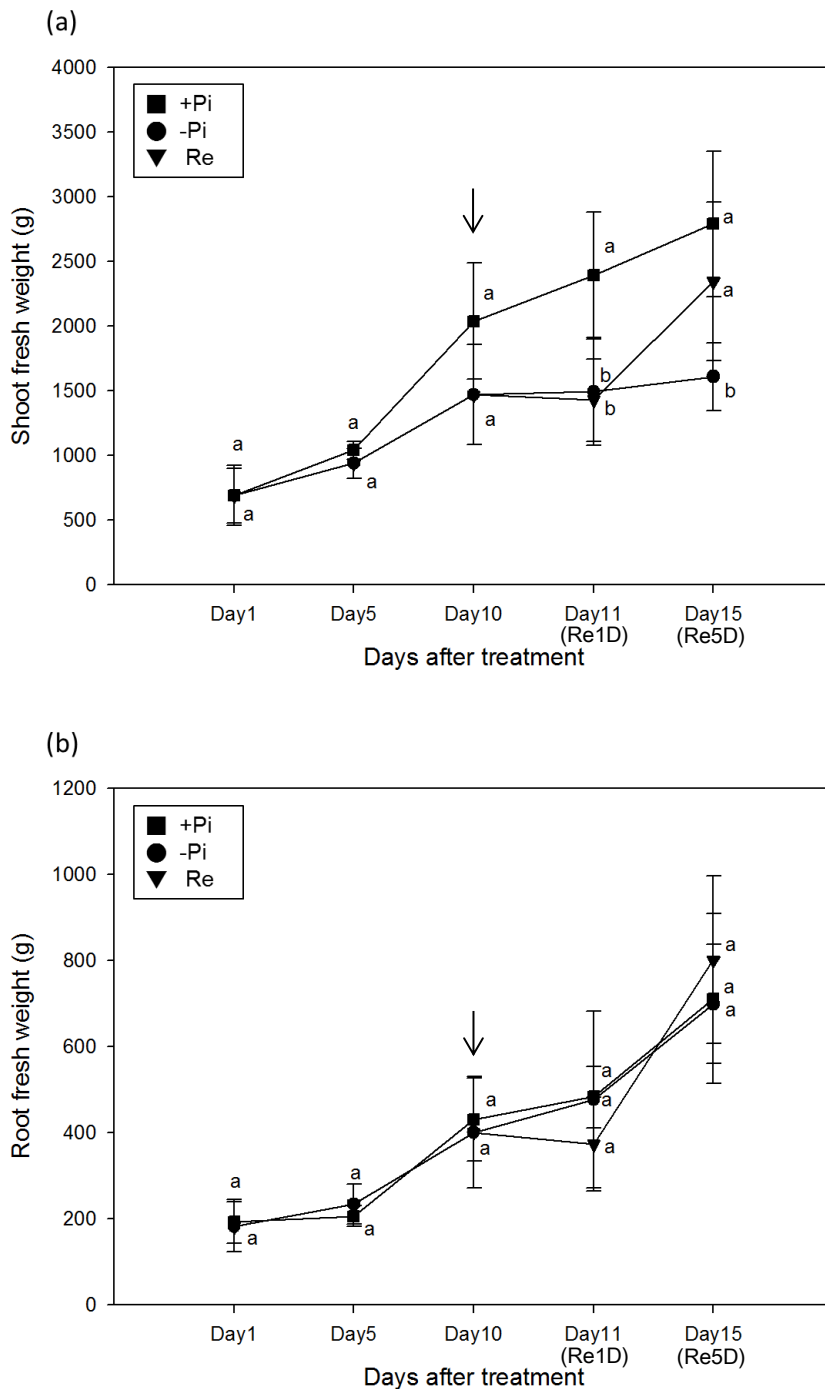 (a)
4000
3500
3000
2500
2000
1500
1000
500
0
Shoot fresh weight (g)
+Pi
-Pi
Re
a
a
a
a
a
a
a
b
b
a
a
b
Day1 Day5 Day10 Day11 Day15
(Re1D) (Re5D)
Days after treatment
(b)
1200
1000
800
600
400
200
0
Root fresh weight (g)
+Pi
-Pi
Re
a
a
a
a
a
a
a
a
a
a
a
a
Day1 Day5 Day10 Day11 Day15
(Re1D) (Re5D)
Days after treatment